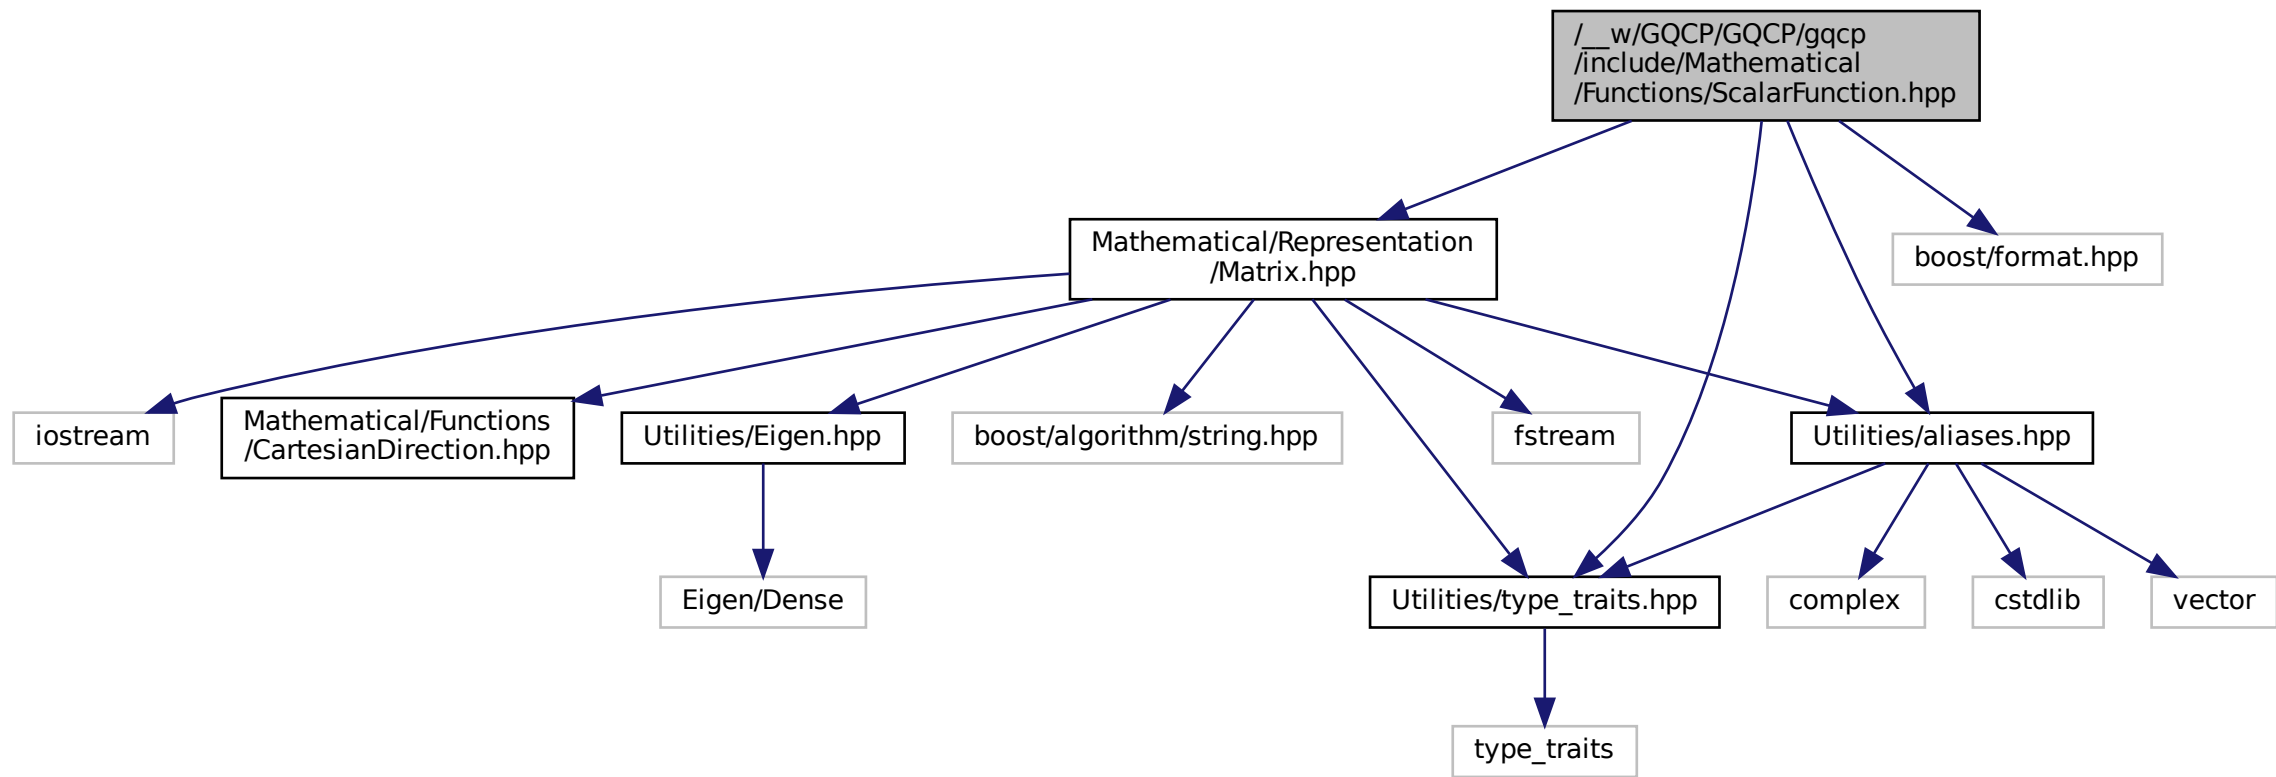 /__w/GQCP/GQCP/gqcp
/include/Mathematical
/Functions/ScalarFunction.hpp
Mathematical/Representation
/Matrix.hpp
boost/format.hpp
iostream
Mathematical/Functions
/CartesianDirection.hpp
Utilities/Eigen.hpp
boost/algorithm/string.hpp
fstream
Utilities/aliases.hpp
Eigen/Dense
Utilities/type_traits.hpp
complex
cstdlib
vector
type_traits